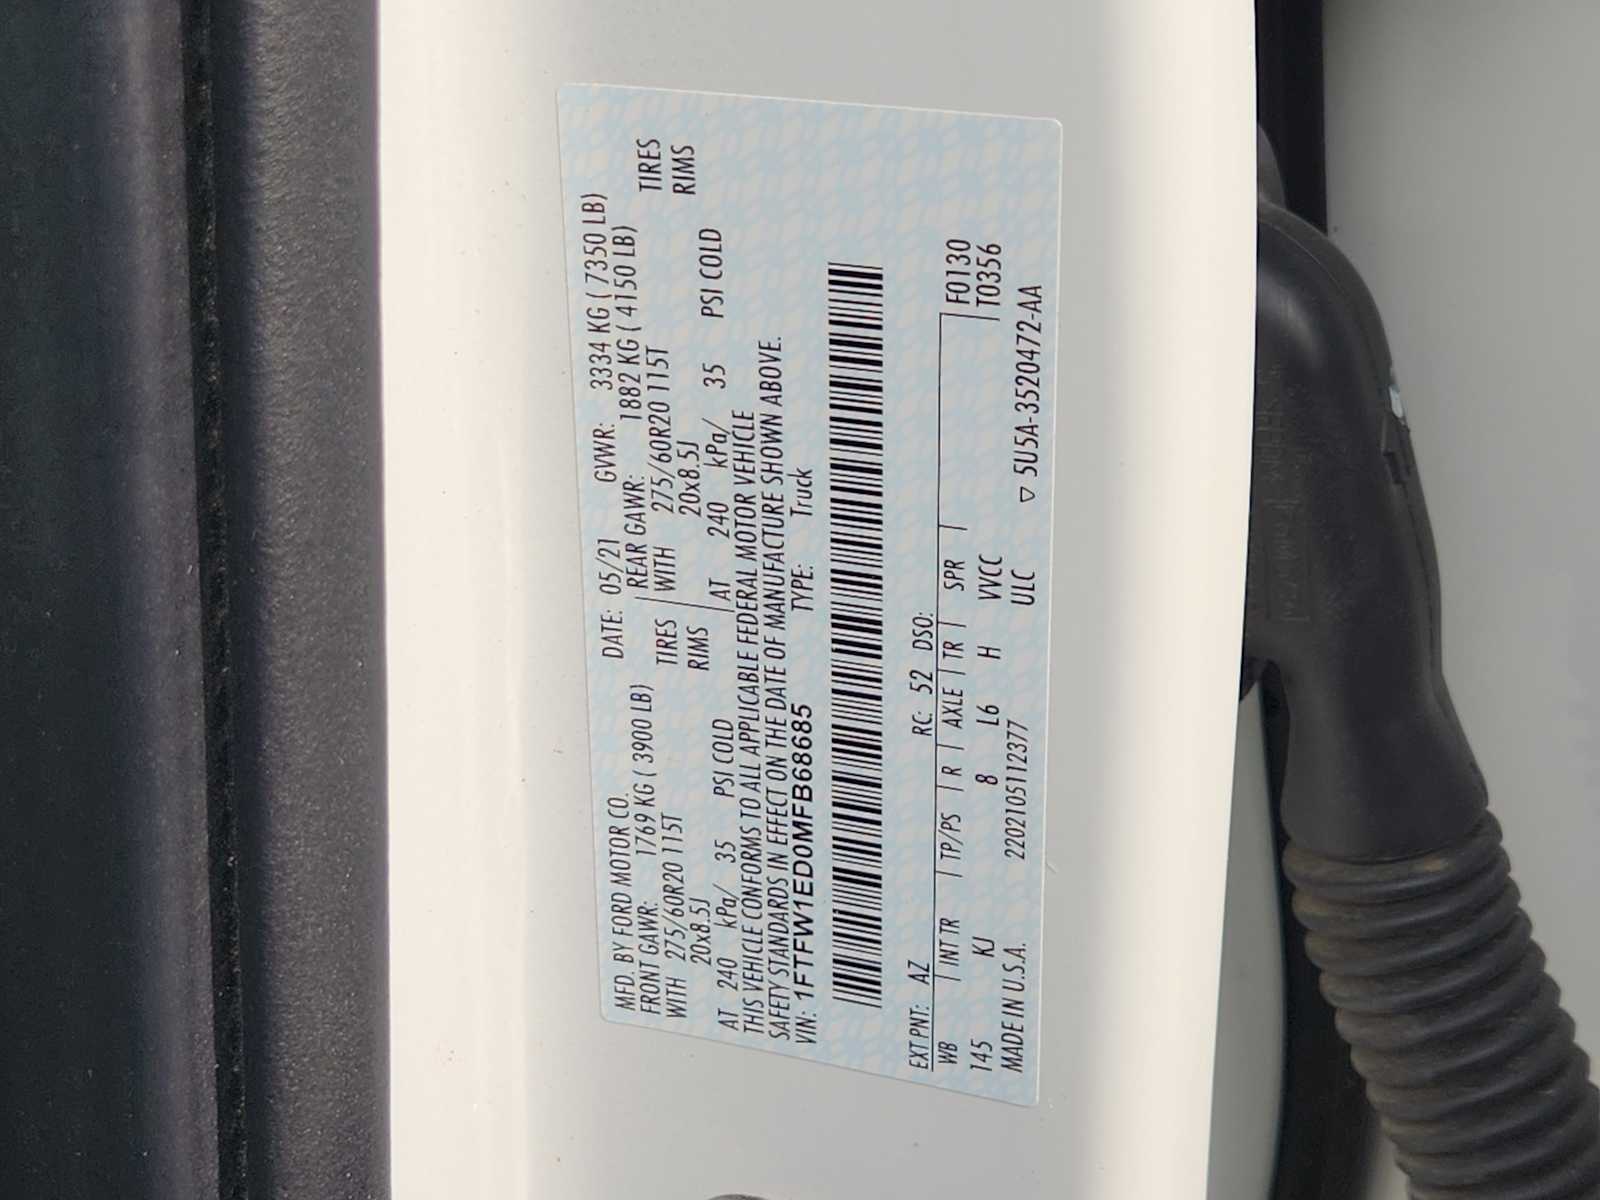 MFD. BY FORD MOTOR CO. DATE: 05/21 GVWR: 3334 KG ( 7350 LB)
FRONT GAWR: 1769 KG ( 3900 LB) REAR GAWR: 1882 KG ( 4150 LB)
WITH 275/60R20 115T TIRES WITH 275/60R20 115T TIRES
20x8.5J RIMS 20x8.5J RIMS
AT 240 kPa/ 35 PSI COLD AT 240 kPa/ 35 PSI COLD
THIS VEHICLE CONFORMS TO ALL APPLICABLE FEDERAL MOTOR VEHICLE
SAFETY STANDARDS IN EFFECT ON THE DATE OF MANUFACTURE SHOWN ABOVE.
VIN: 1FTFW1ED0MFB68685 TYPE: Truck
EXT PNT: AZ RC: 52 DSO:
WB INT TR TP/PS R AXLE TR SPR F0130
145 KJ 8 L6 H VVCC T0356
MADE IN U.S.A. 2202105112377 ULC ▽ 5U5A-3520472-AA